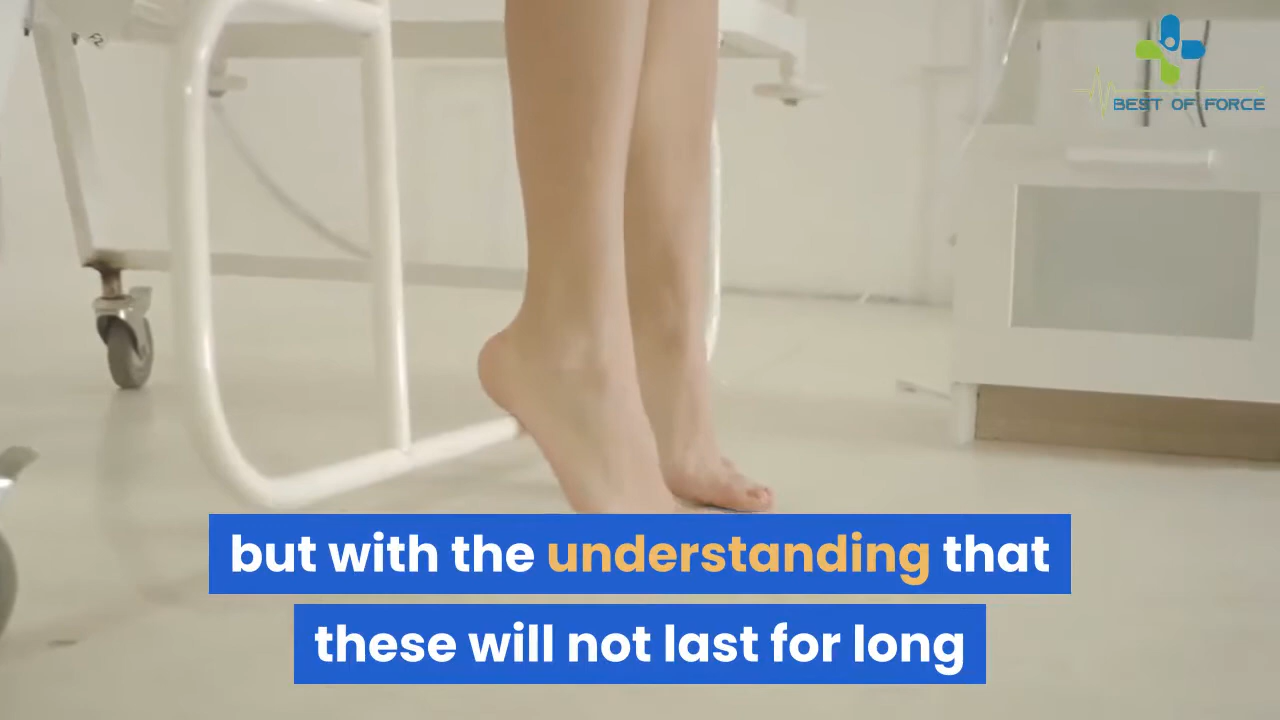 BEST OF FORCE
but with the understanding that
these will not last for long